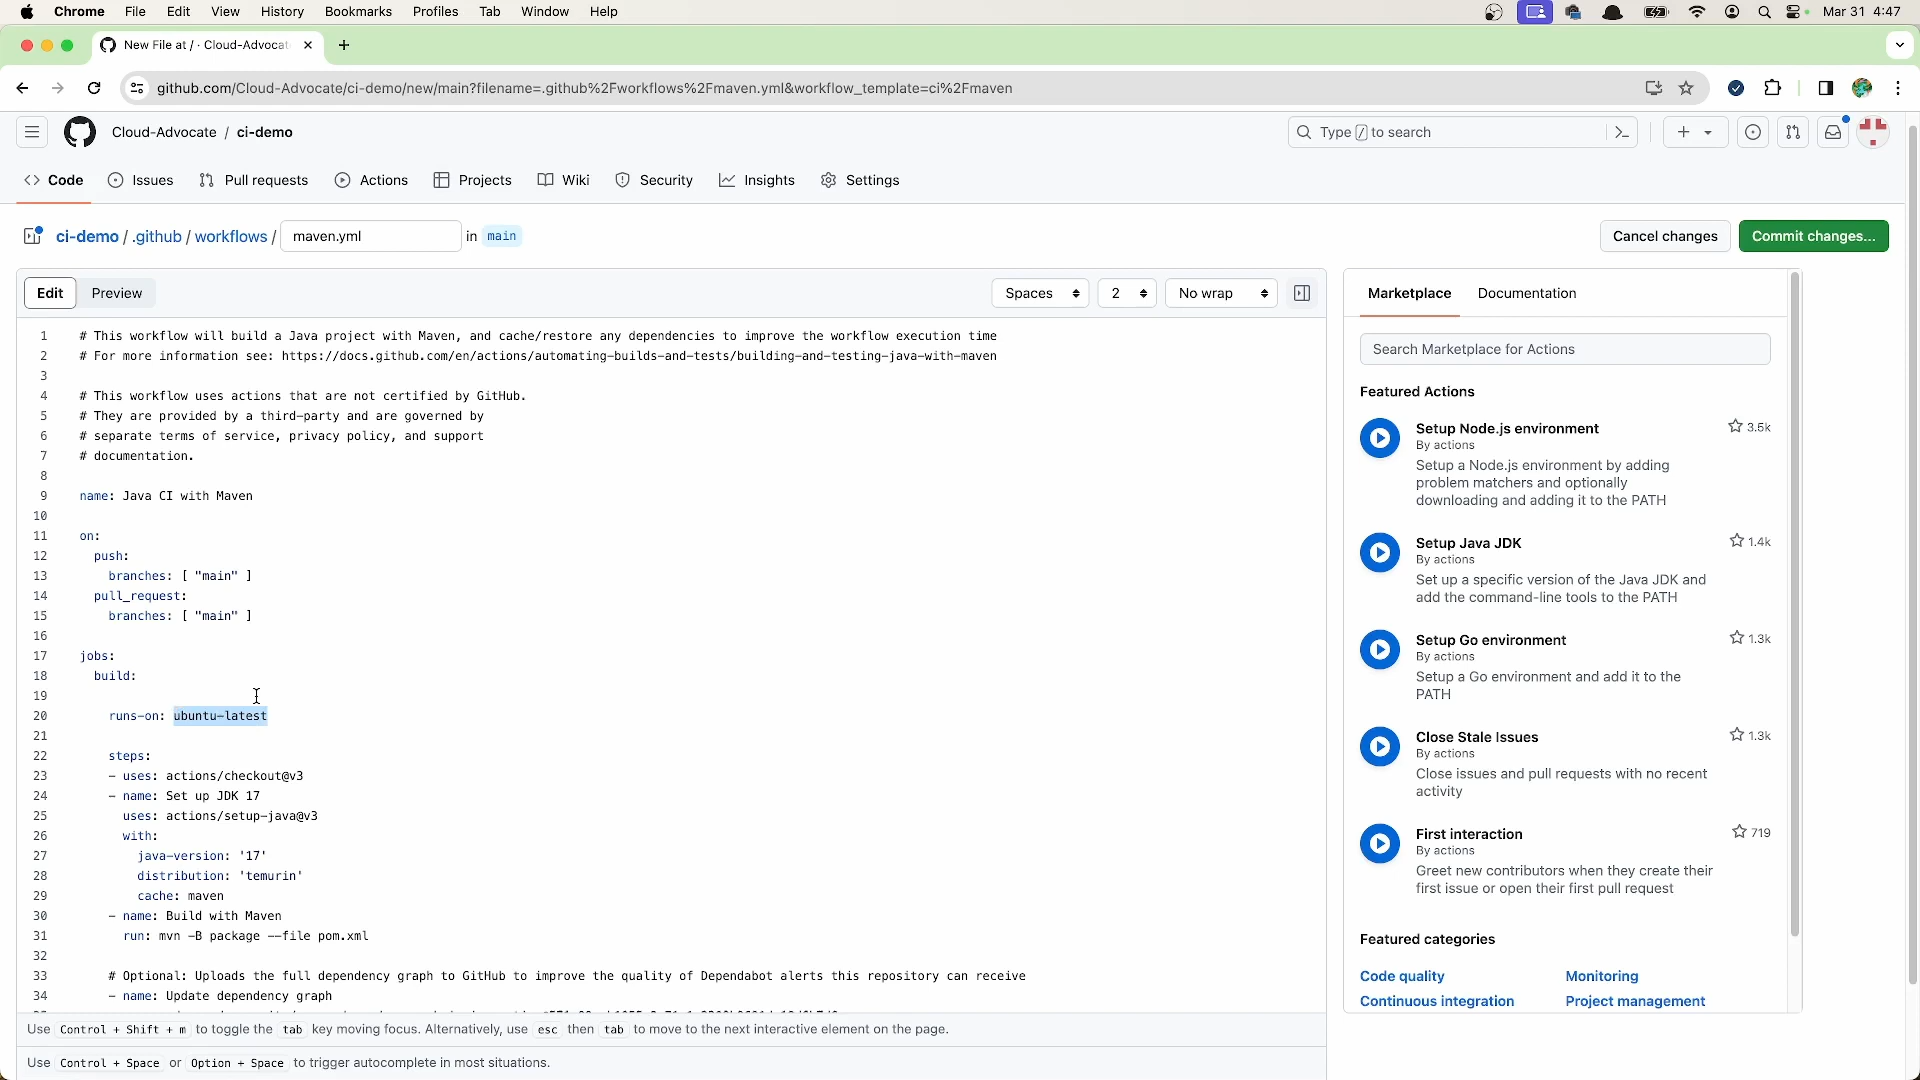 Chrome File Edit View History Bookmarks Profiles Tab Window Help Mar 31 4:47
New File at / · Cloud-Advocat
github.com/Cloud-Advocate/ci-demo/new/main?filename=.github%2Fworkflows%2Fmaven.yml&workflow_template=ci%2Fmaven
Cloud-Advocate / ci-demo
Type / to search
Code Issues Pull requests Actions Projects Wiki Security Insights Settings
ci-demo / .github / workflows / maven.yml in main
Cancel changes Commit changes...
Edit Preview Spaces 2 No wrap
1 # This workflow will build a Java project with Maven, and cache/restore any dependencies to improve the workflow execution time
2 # For more information see: https://docs.github.com/en/actions/automating-builds-and-tests/building-and-testing-java-with-maven
3
4 # This workflow uses actions that are not certified by GitHub.
5 # They are provided by a third-party and are governed by
6 # separate terms of service, privacy policy, and support
7 # documentation.
8
9 name: Java CI with Maven
10
11 on:
12 push:
13 branches: [ "main" ]
14 pull_request:
15 branches: [ "main" ]
16
17 jobs:
18 build:
19
20 runs-on: ubuntu-latest
21
22 steps:
23 - uses: actions/checkout@v3
24 - name: Set up JDK 17
25 uses: actions/setup-java@v3
26 with:
27 java-version: '17'
28 distribution: 'temurin'
29 cache: maven
30 - name: Build with Maven
31 run: mvn -B package --file pom.xml
32
33 # Optional: Uploads the full dependency graph to GitHub to improve the quality of Dependabot alerts this repository can receive
34 - name: Update dependency graph
Use Control + Shift + m to toggle the tab key moving focus. Alternatively, use esc then tab to move to the next interactive element on the page.
Use Control + Space or Option + Space to trigger autocomplete in most situations.
Marketplace Documentation
Search Marketplace for Actions
Featured Actions
Setup Node.js environment 3.5k
By actions
Setup a Node.js environment by adding
problem matchers and optionally
downloading and adding it to the PATH
Setup Java JDK 1.4k
By actions
Set up a specific version of the Java JDK and
add the command-line tools to the PATH
Setup Go environment 1.3k
By actions
Setup a Go environment and add it to the
PATH
Close Stale Issues 1.3k
By actions
Close issues and pull requests with no recent
activity
First interaction 719
By actions
Greet new contributors when they create their
first issue or open their first pull request
Featured categories
Code quality Monitoring
Continuous integration Project management